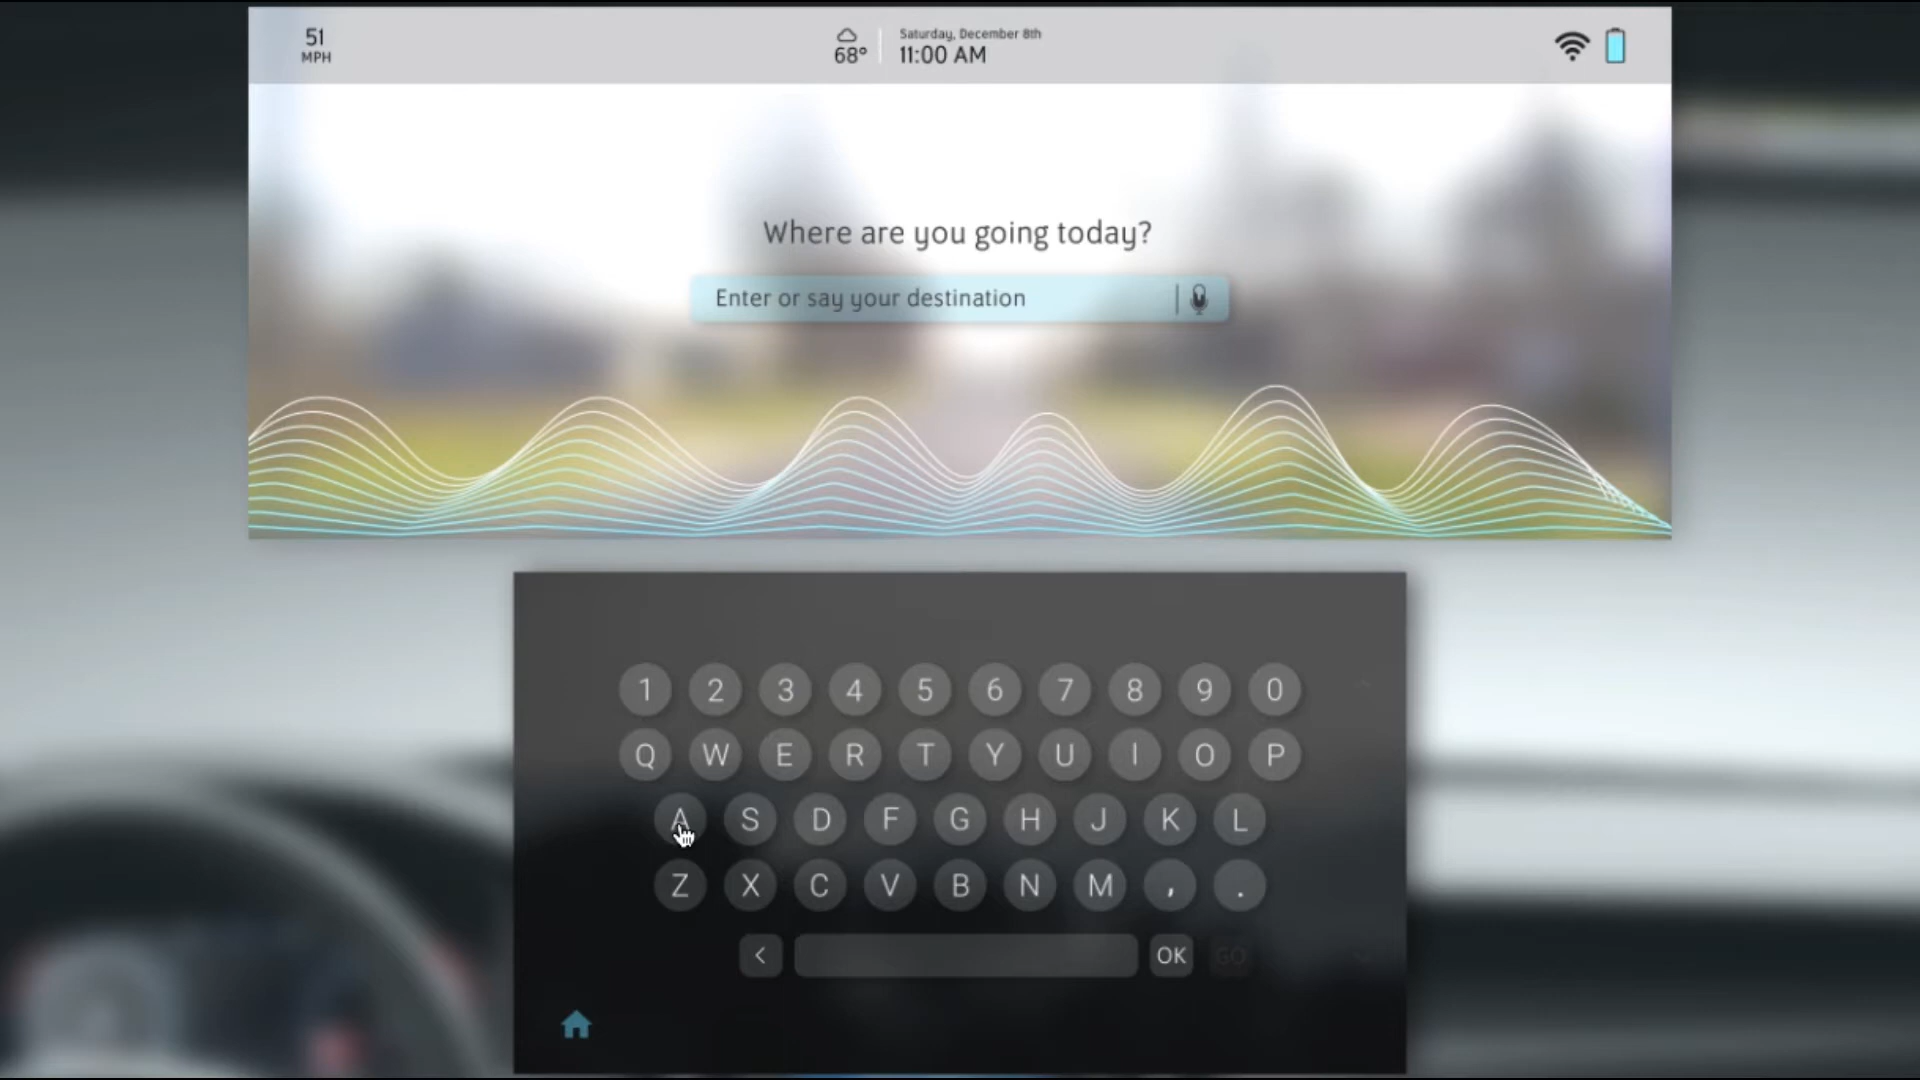 51
MPH
68°
Saturday, December 8th
11:00 AM
Where are you going today?
Enter or say your destination
1 2 3 4 5 6 7 8 9 0
Q W E R T Y U I O P
A S D F G H J K L
Z X C V B N M , .
< OK GO